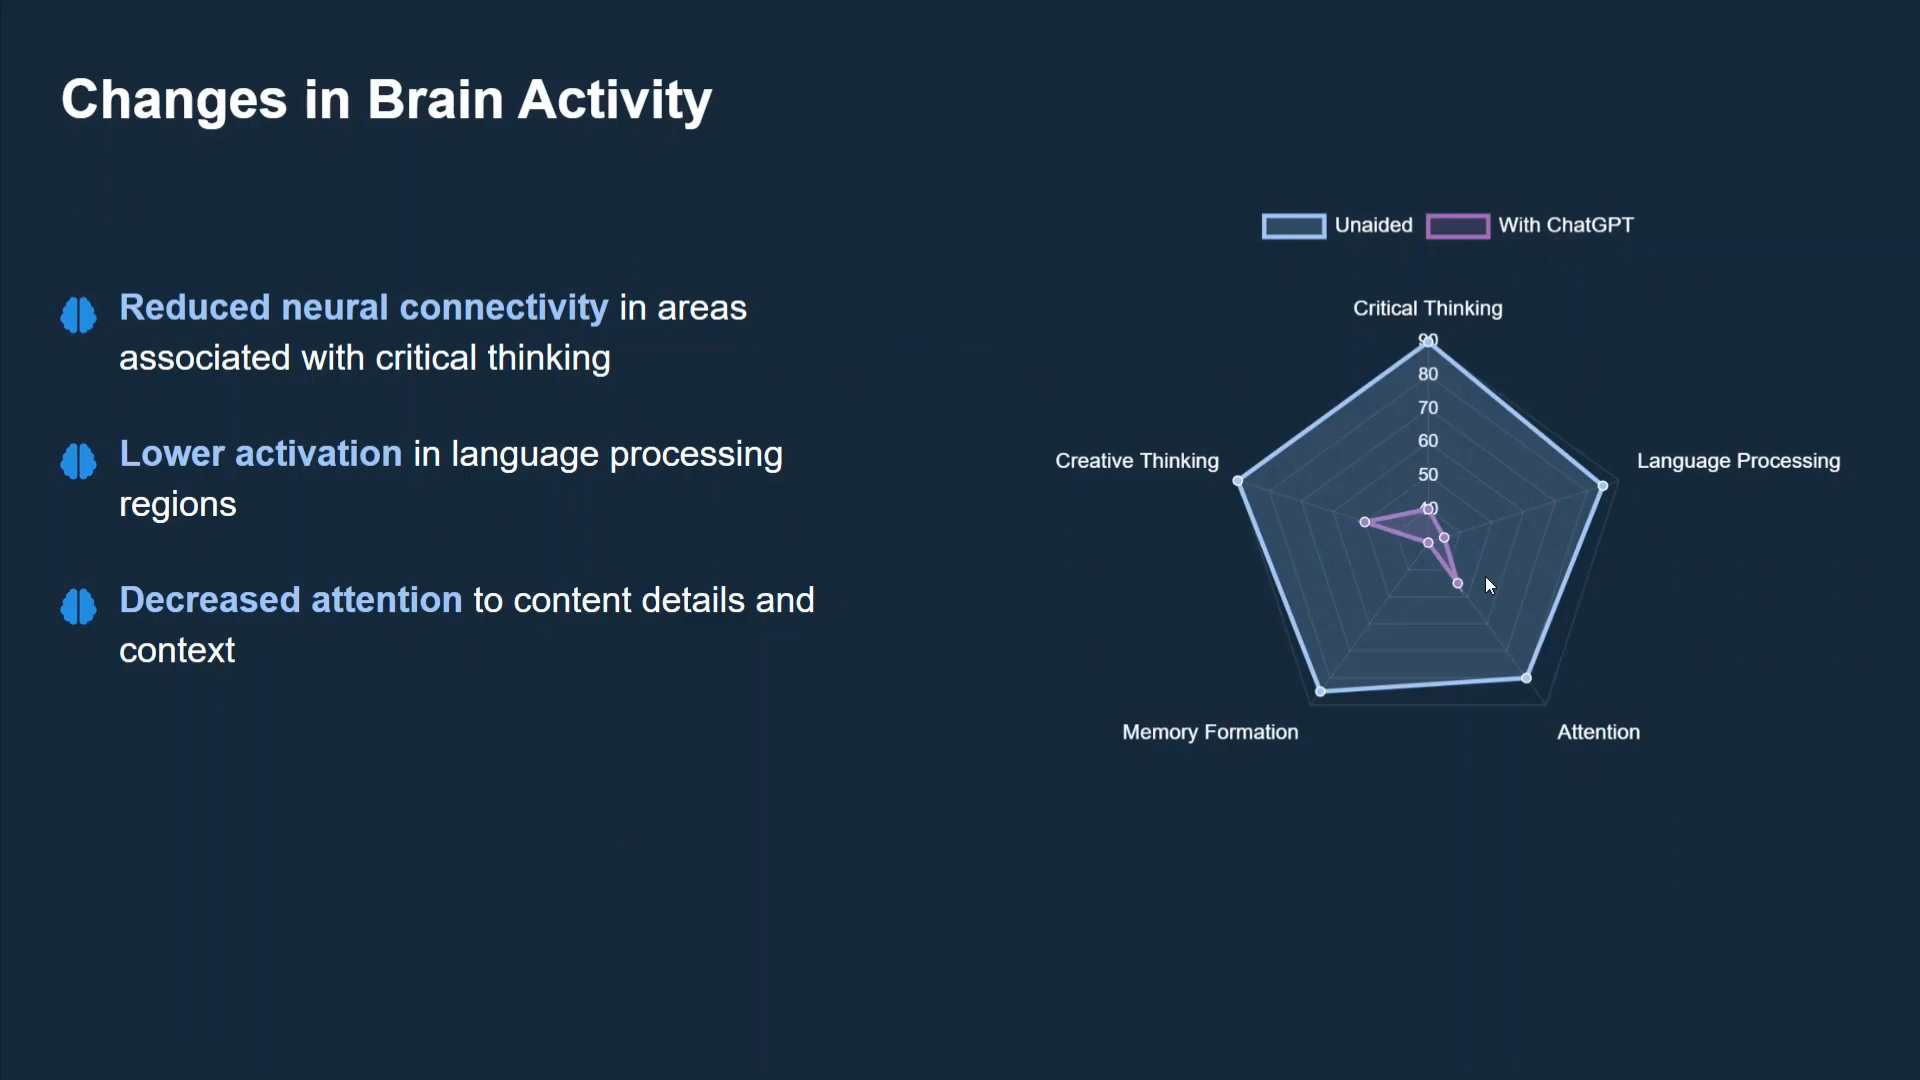 Changes in Brain Activity
Unaided
With ChatGPT
Reduced neural connectivity in areas
associated with critical thinking
Lower activation in language processing
regions
Decreased attention to content details and
context
Critical Thinking
90
80
70
60
50
40
Creative Thinking
Language Processing
Memory Formation
Attention